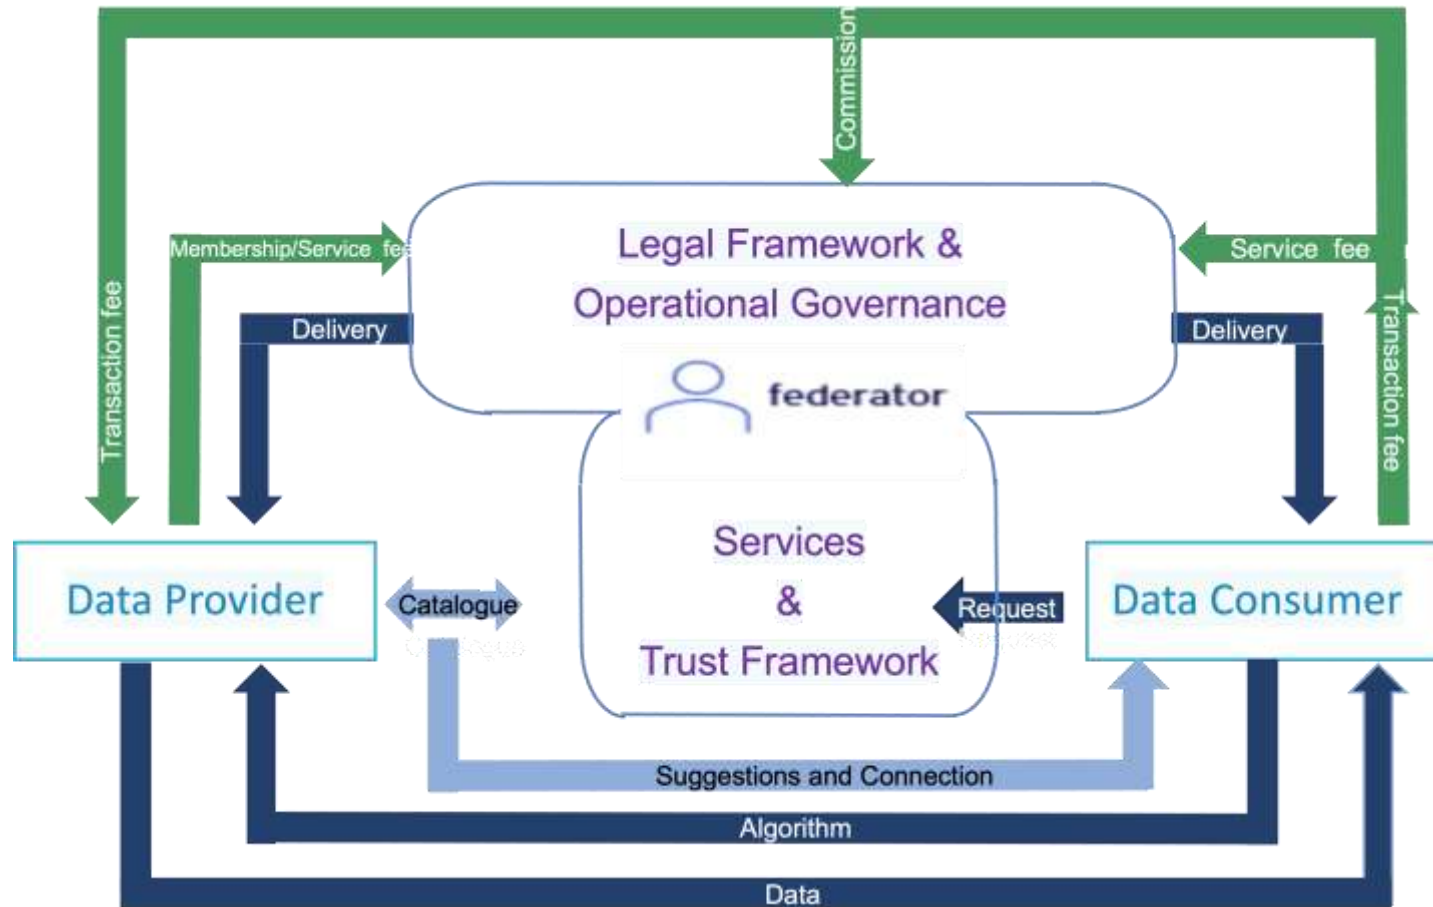 Commission
Legal Framework &
Operational Governance
Membership/Service fee
Service fee
Transaction fee
Transaction fee
Delivery
Delivery
federator
Data Provider
Catalogue
Services
&
Trust Framework
Request
Data Consumer
Suggestions and Connection
Algorithm
Data